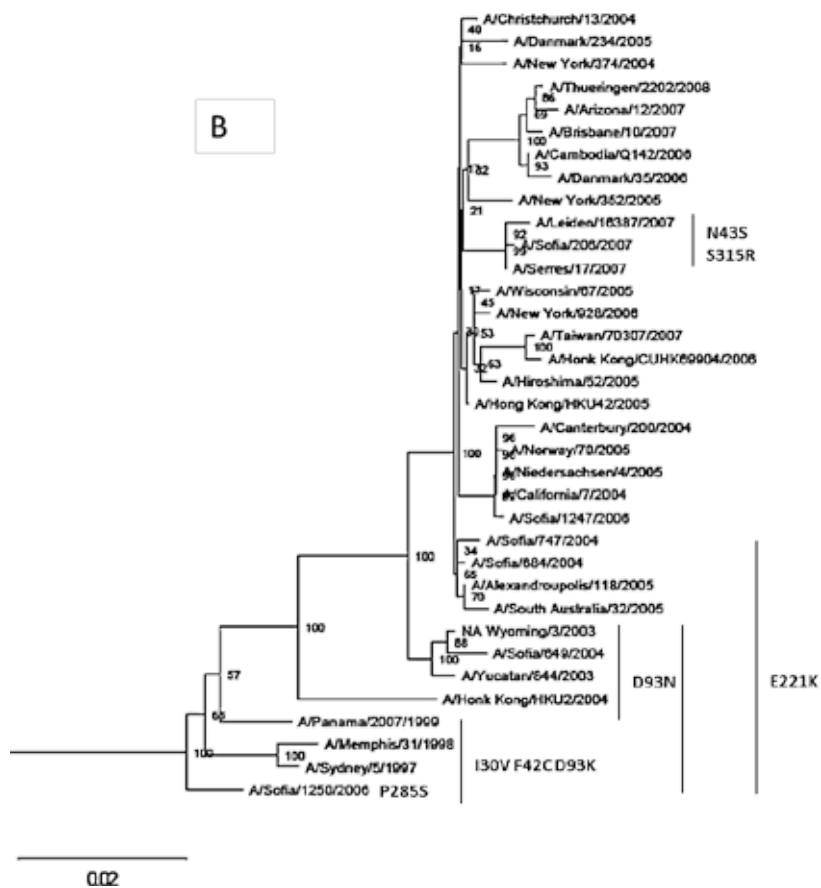 A/Christchurch/13/2004
40
A/Danmark/234/2005
16
A/New York/374/2004
A/Thueringen/2202/2008
86
A/Arizona/12/2007
69
B
A/Brisbane/10/2007
100
A/Cambodia/Q142/2006
93
A/Danmark/35/2006
82
A/New York/352/2005
21
A/Leiden/16387/2007
N43S
92
A/Sofia/206/2007
99
S315R
A/Serres/17/2007
A/Wisconsin/67/2005
45
A/New York/928/2006
53
A/Taiwan/70307/2007
100
A/Honk Kong/CUHK69904/2006
63
A/Hiroshima/52/2005
A/Hong Kong/HKU42/2005
A/Canterbury/200/2004
96
100
A/Norway/70/2005
96
A/Niedersachsen/4/2005
A/California/7/2004
A/Sofia/1247/2006
A/Sofia/747/2004
34
100
A/Sofia/684/2004
65
A/Alexandroupolis/118/2005
70
A/South Australia/32/2005
100
NA Wyoming/3/2003
88
A/Sofia/649/2004
100
57
A/Yucatan/844/2003
D93N
E221K
A/Honk Kong/HKU2/2004
A/Panama/2007/1999
A/Memphis/31/1998
100
100
A/Sydney/5/1997
I30V F42C D93K
A/Sofia/1250/2006 P285S
0.02